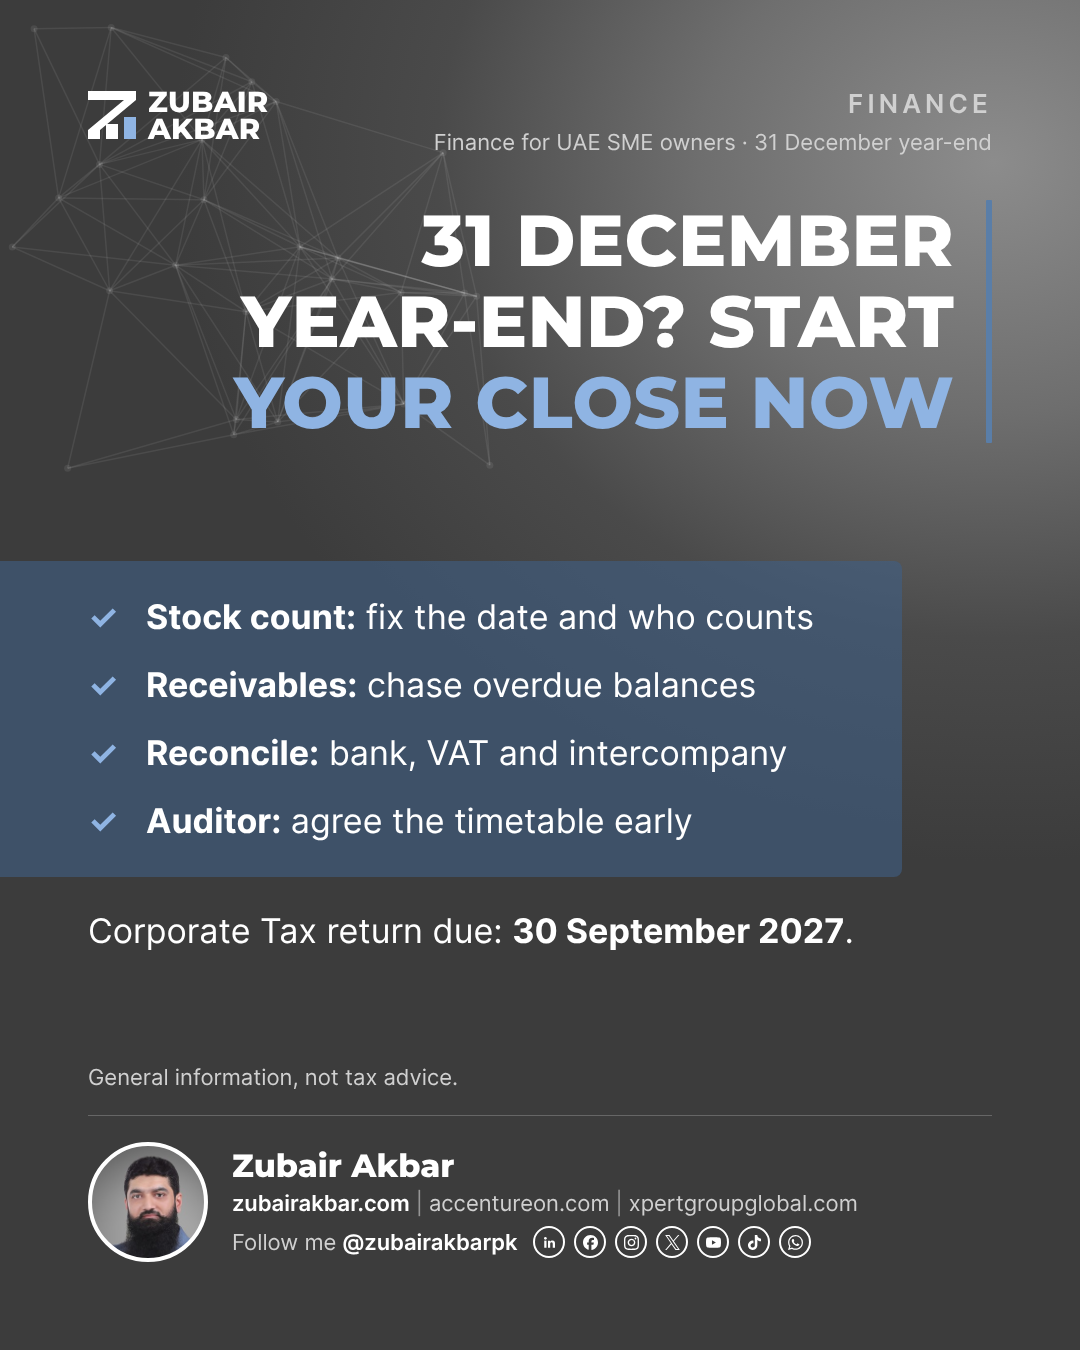 ZUBAIR
AKBAR
FINANCE
Finance for UAE SME owners · 31 December year-end
31 DECEMBER
YEAR-END? START
YOUR CLOSE NOW
Stock count: fix the date and who counts
Receivables: chase overdue balances
Reconcile: bank, VAT and intercompany
Auditor: agree the timetable early
Corporate Tax return due: 30 September 2027.
General information, not tax advice.
Zubair Akbar
zubairakbar.com | accentureon.com | xpertgroupglobal.com
Follow me @zubairakbarpk